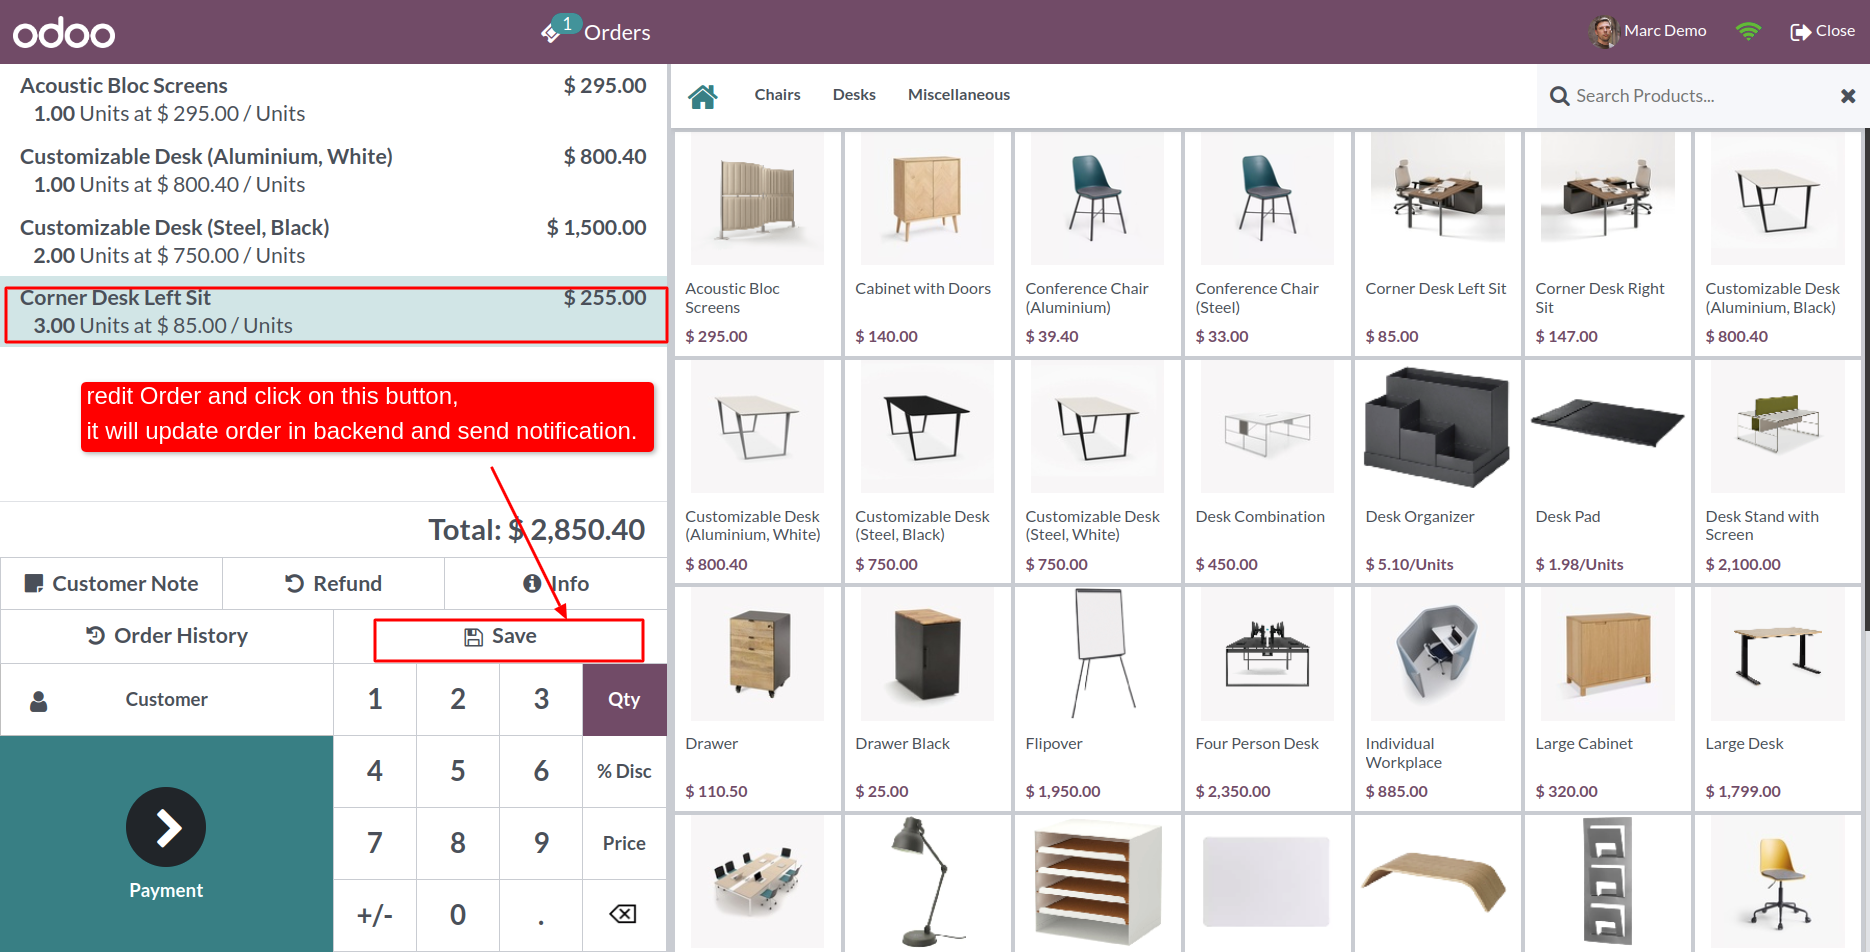 odoo
1 Orders
Marc Demo
Close
Acoustic Bloc Screens $ 295.00
1.00 Units at $ 295.00 / Units
Customizable Desk (Aluminium, White) $ 800.40
1.00 Units at $ 800.40 / Units
Customizable Desk (Steel, Black) $ 1,500.00
2.00 Units at $ 750.00 / Units
Corner Desk Left Sit $ 255.00
3.00 Units at $ 85.00 / Units
redit Order and click on this button,
it will update order in backend and send notification.
Total: $ 2,850.40
Customer Note Refund Info
Order History Save
Customer 1 2 3 Qty
4 5 6 % Disc
7 8 9 Price
Payment
+/- 0 .
Chairs Desks Miscellaneous Search Products...
Acoustic Bloc
Screens
$ 295.00
Cabinet with Doors
$ 140.00
Conference Chair
(Aluminium)
$ 39.40
Conference Chair
(Steel)
$ 33.00
Corner Desk Left Sit
$ 85.00
Corner Desk Right
Sit
$ 147.00
Customizable Desk
(Aluminium, Black)
$ 800.40
Customizable Desk
(Aluminium, White)
$ 800.40
Customizable Desk
(Steel, Black)
$ 750.00
Customizable Desk
(Steel, White)
$ 750.00
Desk Combination
$ 450.00
Desk Organizer
$ 5.10/Units
Desk Pad
$ 1.98/Units
Desk Stand with
Screen
$ 2,100.00
Drawer
$ 110.50
Drawer Black
$ 25.00
Flipover
$ 1,950.00
Four Person Desk
$ 2,350.00
Individual
Workplace
$ 885.00
Large Cabinet
$ 320.00
Large Desk
$ 1,799.00